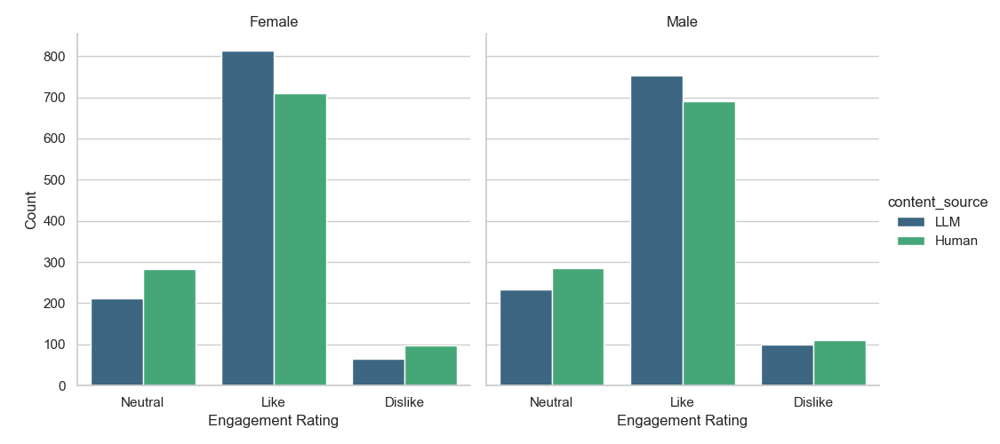 Female
Male
800
700
600
500
400
300
200
100
0
Count
Neutral
Like
Dislike
Engagement Rating
Neutral
Like
Dislike
Engagement Rating
content_source
LLM
Human